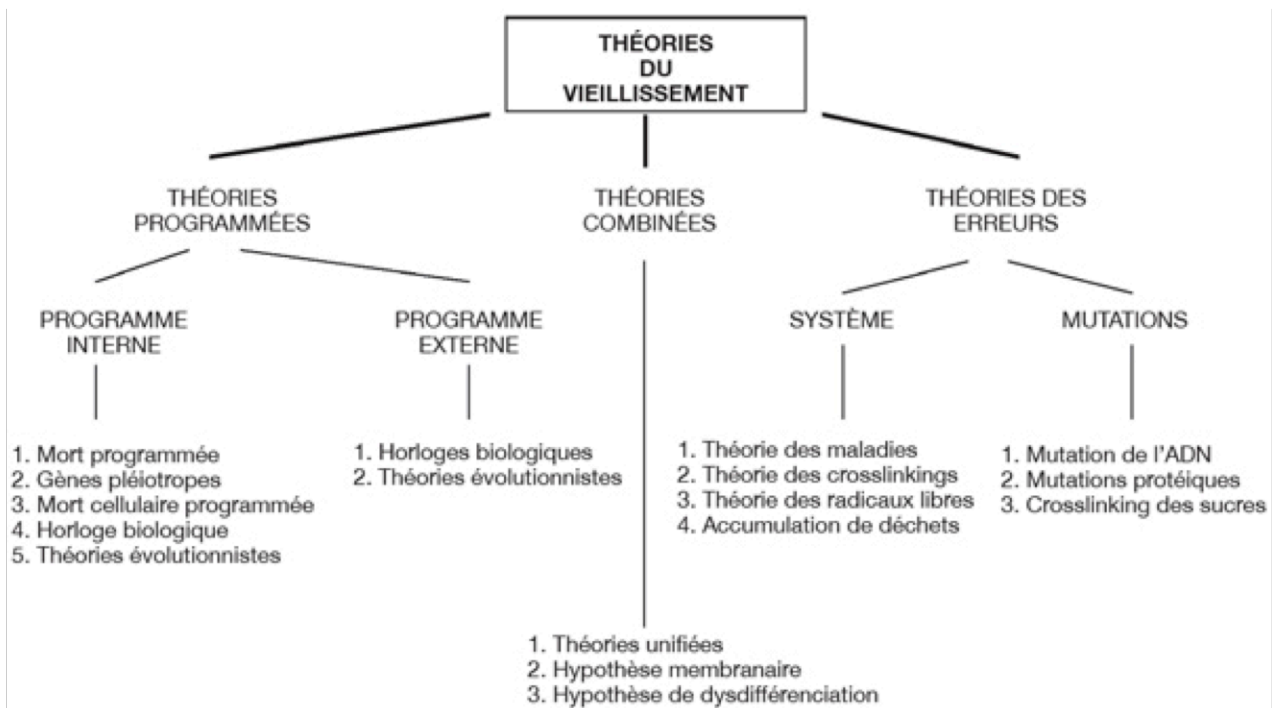 THÉORIES
DU
VIEILLISSEMENT
THÉORIES
PROGRAMMÉES
THÉORIES
COMBINÉES
THÉORIES DES
ERREURS
PROGRAMME
INTERNE
PROGRAMME
EXTERNE
SYSTÈME
MUTATIONS
1. Mort programmée
2. Gènes pléiotropes
3. Mort cellulaire programmée
4. Horloge biologique
5. Théories évolutionnistes
1. Horloges biologiques
2. Théories évolutionnistes
1. Théorie des maladies
2. Théorie des crosslinkings
3. Théorie des radicaux libres
4. Accumulation de déchets
1. Mutation de l'ADN
2. Mutations protéiques
3. Crosslinking des sucres
1. Théories unifiées
2. Hypothèse membranaire
3. Hypothèse de dysdifférenciation